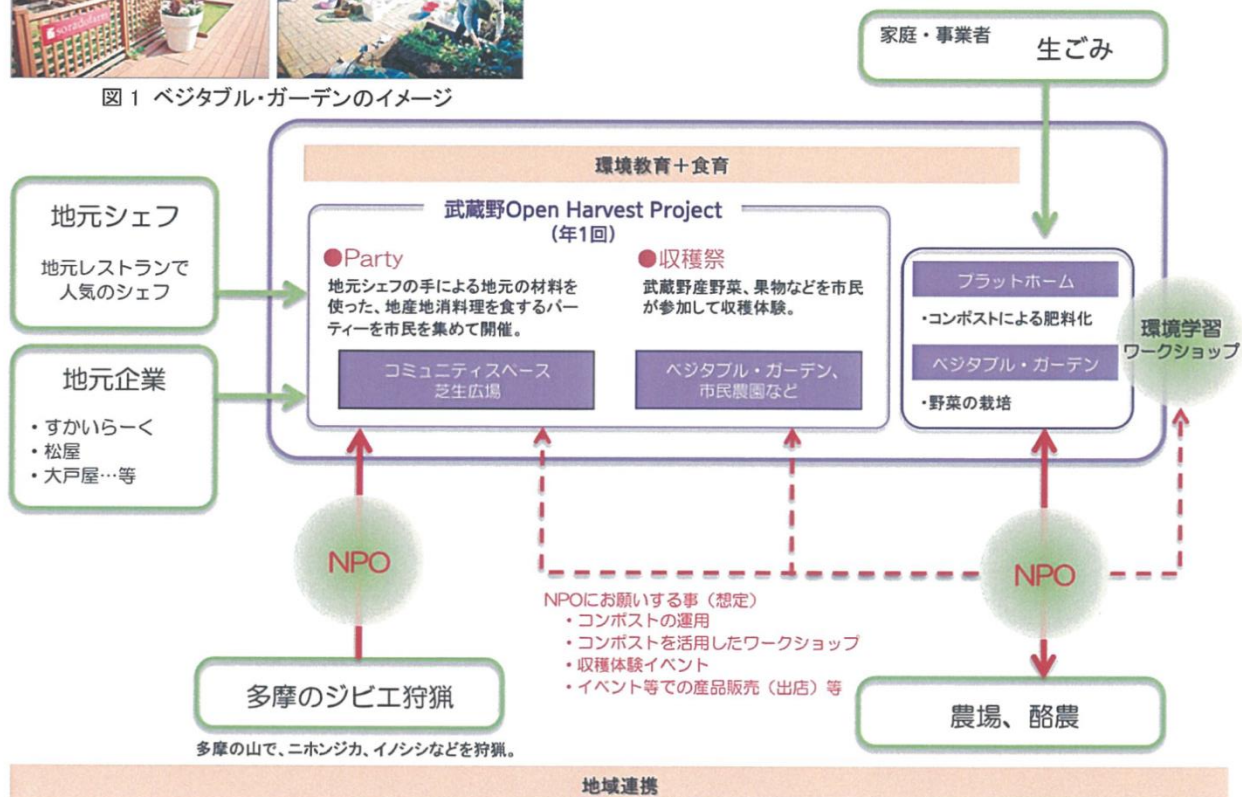 soradofarm
図 1 ベジタブル・ガーデンのイメージ
家庭・事業者 生ごみ
環境教育+食育
地元シェフ
地元レストランで
人気のシェフ
地元企業
・すかいらーく
・松屋
・大戸屋…等
武蔵野Open Harvest Project
(年1回)
●Party
地元シェフの手による地元の材料を
使った、地産地消料理を食するパー
ティーを市民を集めて開催。
コミュニティスペース
芝生広場
●収穫祭
武蔵野産野菜、果物などを市民
が参加して収穫体験。
ベジタブル・ガーデン、
市民農園など
プラットホーム
・コンポストによる肥料化
ベジタブル・ガーデン
・野菜の栽培
環境学習
ワークショップ
NPO
NPO
NPOにお願いする事(想定)
・コンポストの運用
・コンポストを活用したワークショップ
・収穫体験イベント
・イベント等での産品販売(出店)等
多摩のジビエ狩猟
多摩の山で、ニホンジカ、イノシシなどを狩猟。
農場、酪農
地域連携